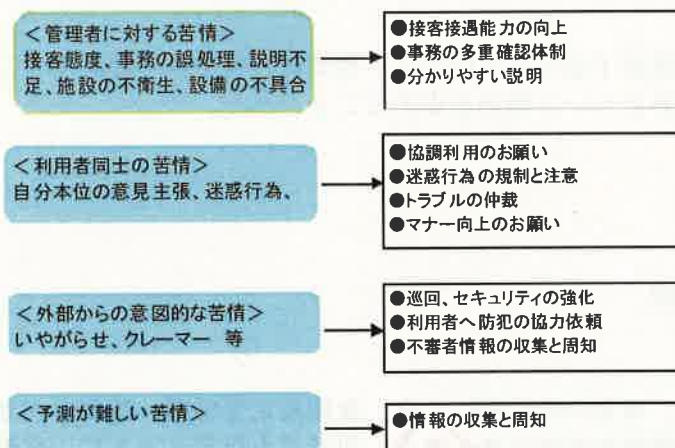 ＜管理者に対する苦情＞
接客態度、事務の誤処理、説明不
足、施設の不衛生、設備の不具合
●接客接遇能力の向上
●事務の多重確認体制
●分かりやすい説明
＜利用者同士の苦情＞
自分本位の意見主張、迷惑行為、
●協調利用のお願い
●迷惑行為の規制と注意
●トラブルの仲裁
●マナー向上のお願い
＜外部からの意図的な苦情＞
いやがらせ、クレーマー　等
●巡回、セキュリティの強化
●利用者へ防犯の協力依頼
●不審者情報の収集と周知
＜予測が難しい苦情＞
●情報の収集と周知